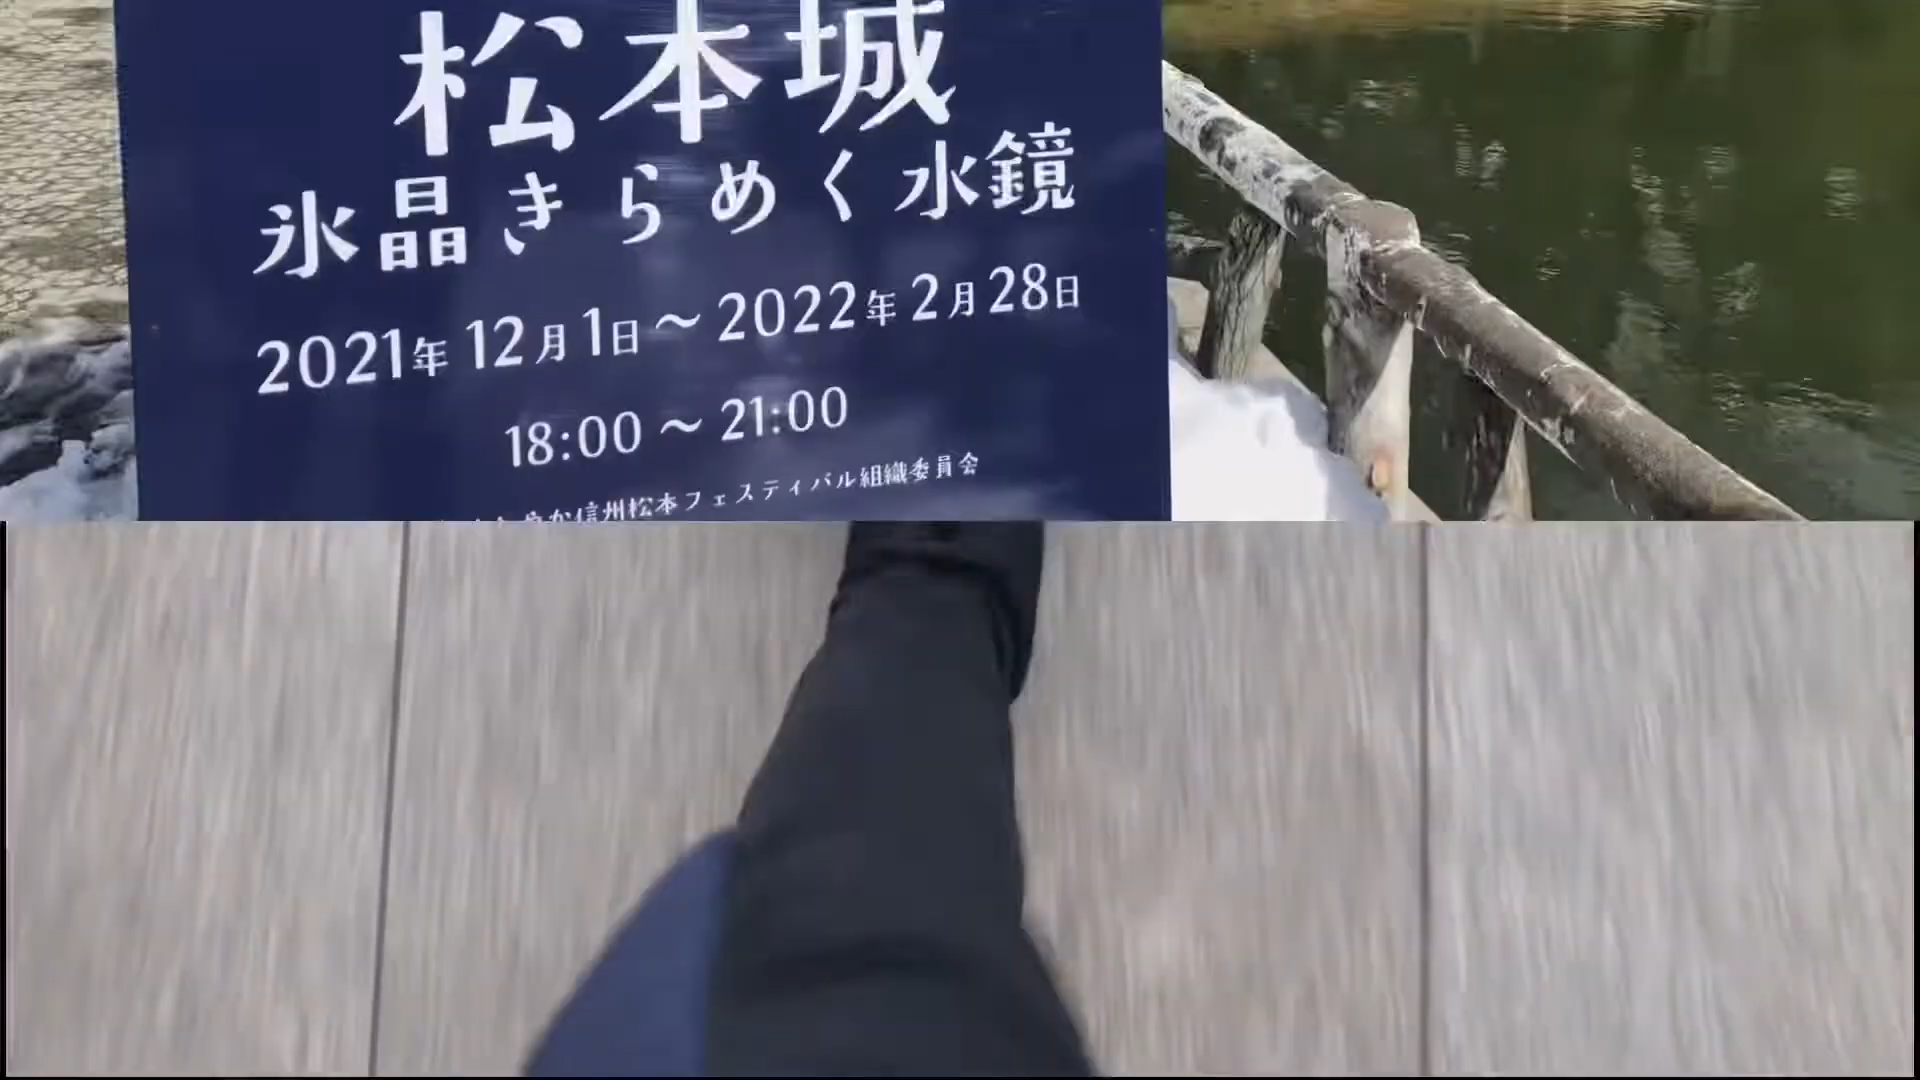 松本城
氷晶きらめく水鏡
2021年12月1日～2022年2月28日
18:00～21:00
信州松本フェスティバル組織委員会